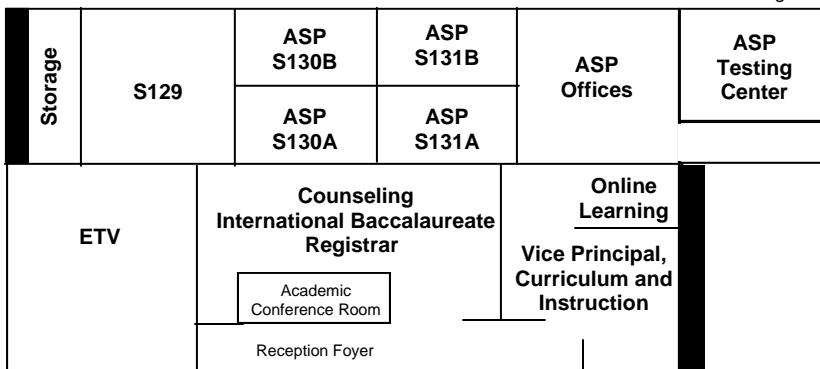 Storage
S129
ASP
S130B
ASP
S131B
ASP
S130A
ASP
S131A
ASP
Offices
ASP
Testing
Center
ETV
Counseling
International Baccalaureate
Registrar
Academic
Conference Room
Reception Foyer
Online
Learning
Vice Principal,
Curriculum and
Instruction